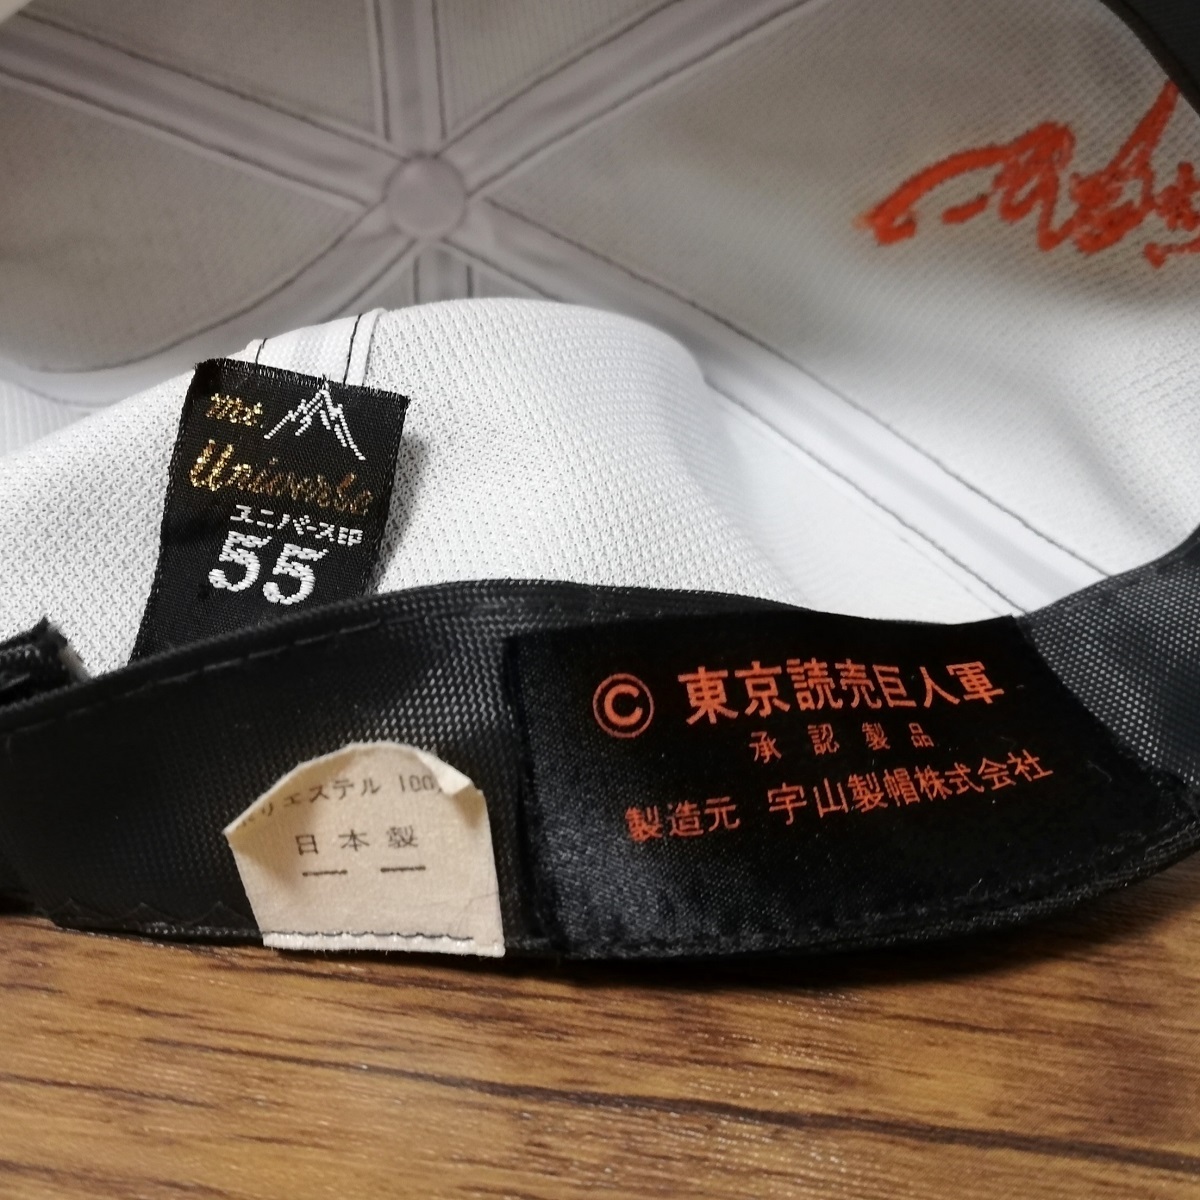 mt.
Universe
ユニバース印
55
© 東京読売巨人軍
承認製品
製造元 宇山製帽株式会社
ポリエステル 100%
日本製